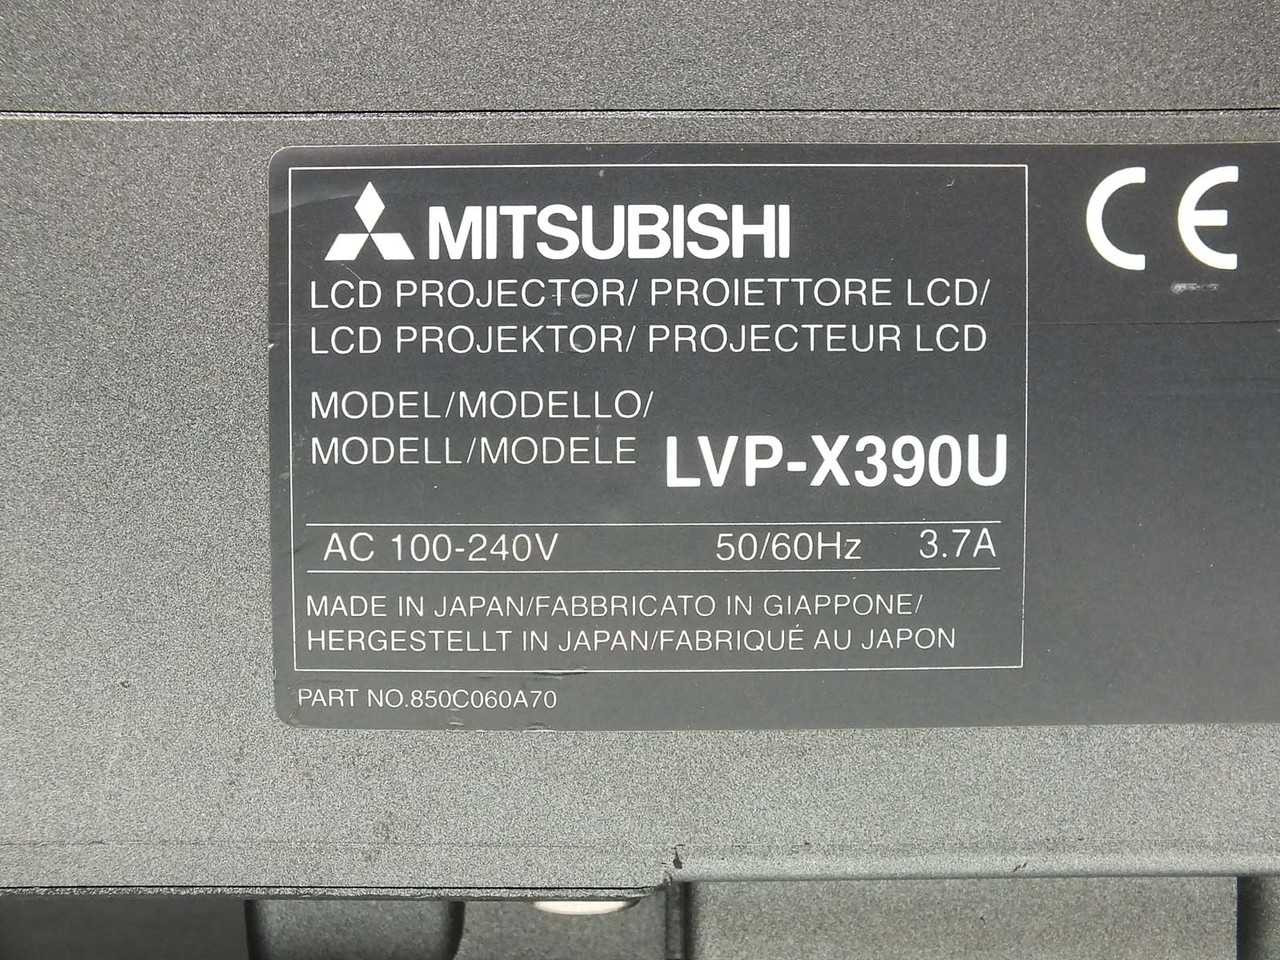 MITSUBISHI
LCD PROJECTOR/ PROIETTORE LCD/
LCD PROJEKTOR/ PROJECTEUR LCD
MODEL/MODELLO/
MODELL/MODELE LVP-X390U
AC 100-240V 50/60Hz 3.7A
MADE IN JAPAN/FABBRICATO IN GIAPPONE/
HERGESTELLT IN JAPAN/FABRIQUÉ AU JAPON
PART NO.850C060A70
CE